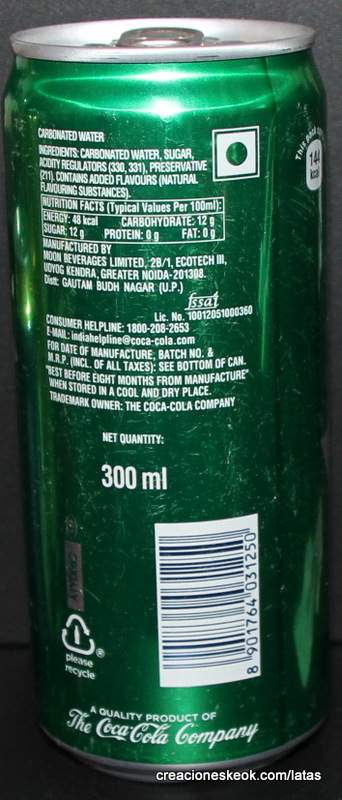 CARBONATED WATER
INGREDIENTS: CARBONATED WATER, SUGAR,
ACIDITY REGULATORS (330, 331), PRESERVATIVE
(211). CONTAINS ADDED FLAVOURS (NATURAL
FLAVOURING SUBSTANCES).
This pack
144
kcal
NUTRITION FACTS (Typical Values Per 100ml):
ENERGY: 48 kcal CARBOHYDRATE: 12 g
SUGAR: 12 g PROTEIN: 0 g FAT: 0 g
MANUFACTURED BY
MOON BEVERAGES LIMITED, 2B/1, ECOTECH III,
UDYOG KENDRA, GREATER NOIDA-201308.
Distt: GAUTAM BUDH NAGAR (U.P.)
fssai
Lic. No. 10012051000360
CONSUMER HELPLINE: 1800-208-2653
E-MAIL: indiahelpline@coca-cola.com
FOR DATE OF MANUFACTURE, BATCH NO. &
M.R.P. (INCL. OF ALL TAXES): SEE BOTTOM OF CAN.
"BEST BEFORE EIGHT MONTHS FROM MANUFACTURE"
WHEN STORED IN A COOL AND DRY PLACE.
TRADEMARK OWNER: THE COCA-COLA COMPANY
NET QUANTITY:
300 ml
8 901764 031250
please
recycle
A QUALITY PRODUCT OF
The Coca-Cola Company
creacioneskeok.com/latas